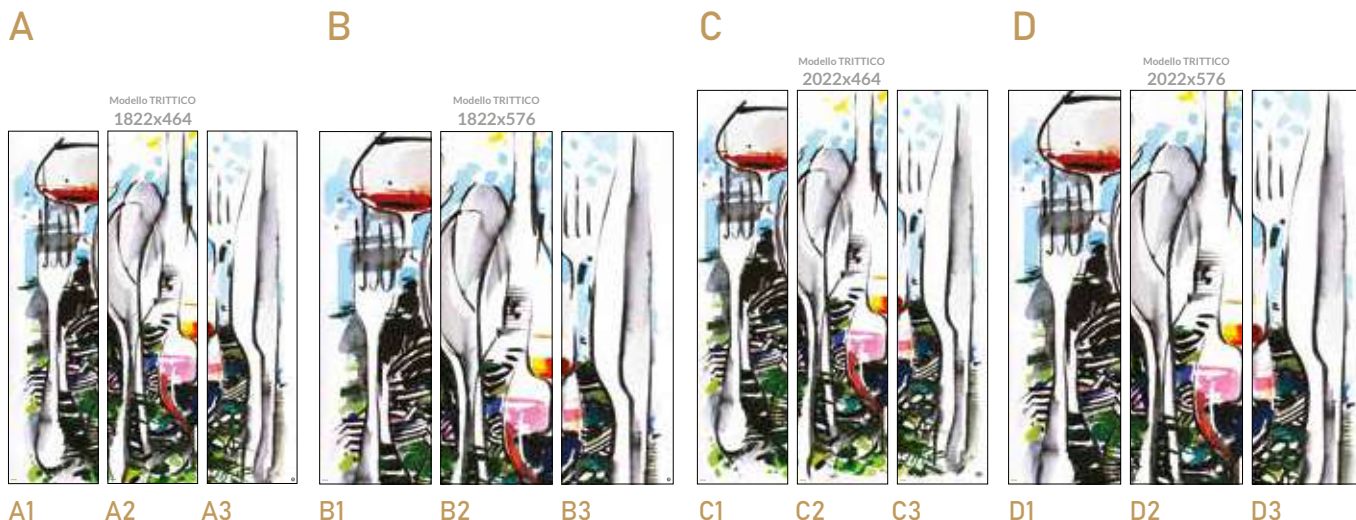 A
B
C
D
Modello TRITTICO
1822x464
Modello TRITTICO
1822x576
Modello TRITTICO
2022x464
Modello TRITTICO
2022x576
A1
A2
A3
B1
B2
B3
C1
C2
C3
D1
D2
D3